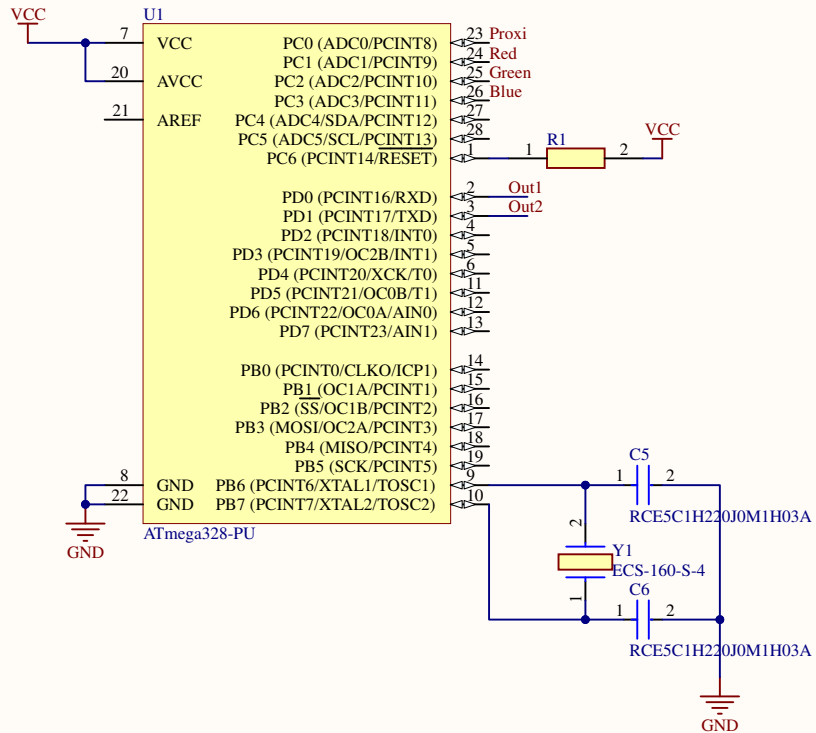 VCC
U1
7 VCC
20 AVCC
21 AREF
PC0 (ADC0/PCINT8) 23 Proxi
PC1 (ADC1/PCINT9) 24 Red
PC2 (ADC2/PCINT10) 25 Green
PC3 (ADC3/PCINT11) 26 Blue
PC4 (ADC4/SDA/PCINT12) 27
PC5 (ADC5/SCL/PCINT13) 28
PC6 (PCINT14/RESET) 1
1 R1 2 VCC
PD0 (PCINT16/RXD) 2 Out1
PD1 (PCINT17/TXD) 3 Out2
PD2 (PCINT18/INT0) 4
PD3 (PCINT19/OC2B/INT1) 5
PD4 (PCINT20/XCK/T0) 6
PD5 (PCINT21/OC0B/T1) 11
PD6 (PCINT22/OC0A/AIN0) 12
PD7 (PCINT23/AIN1) 13
PB0 (PCINT0/CLKO/ICP1) 14
PB1 (OC1A/PCINT1) 15
PB2 (SS/OC1B/PCINT2) 16
PB3 (MOSI/OC2A/PCINT3) 17
PB4 (MISO/PCINT4) 18
PB5 (SCK/PCINT5) 19
8 GND PB6 (PCINT6/XTAL1/TOSC1) 9
22 GND PB7 (PCINT7/XTAL2/TOSC2) 10
GND
ATmega328-PU
C5
1 2
RCE5C1H220J0M1H03A
2
Y1
ECS-160-S-4
1
C6
1 2
RCE5C1H220J0M1H03A
GND